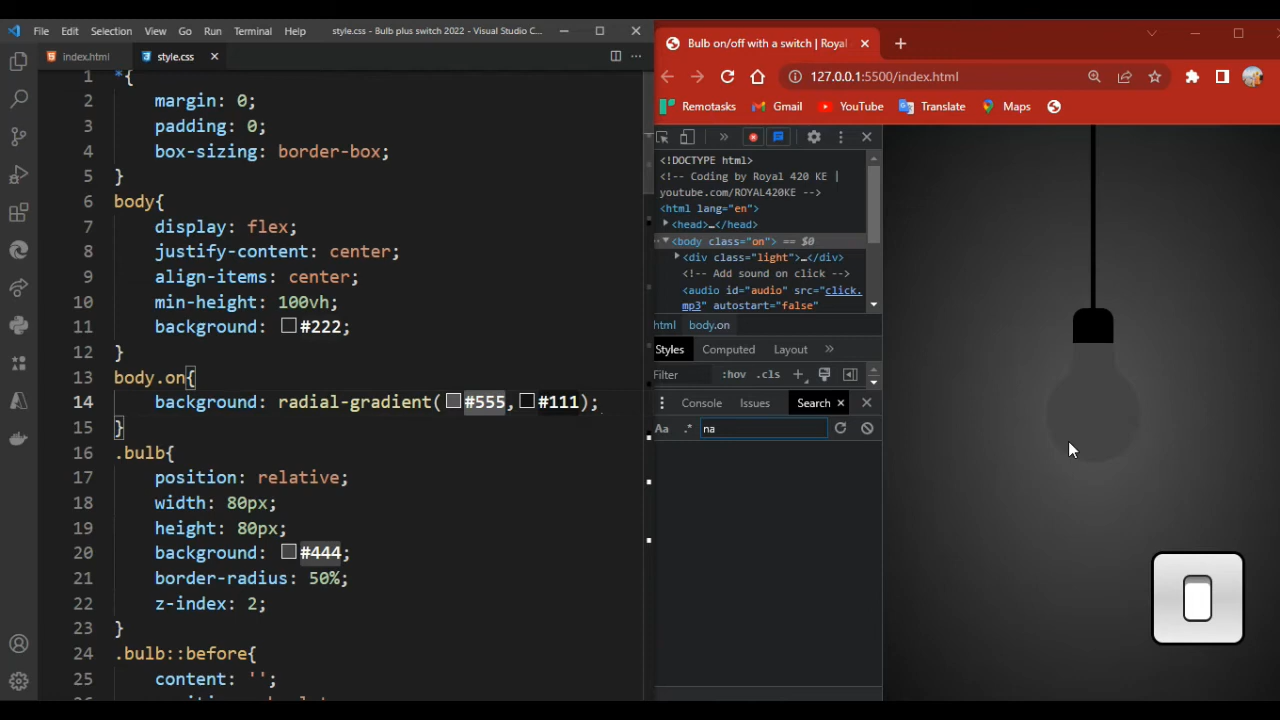 File Edit Selection View Go Run Terminal Help style.css - Bulb plus switch 2022 - Visual Studio C...
index.html style.css
1 *{
2 margin: 0;
3 padding: 0;
4 box-sizing: border-box;
5 }
6 body{
7 display: flex;
8 justify-content: center;
9 align-items: center;
10 min-height: 100vh;
11 background: #222;
12 }
13 body.on{
14 background: radial-gradient(#555,#111);
15 }
16 .bulb{
17 position: relative;
18 width: 80px;
19 height: 80px;
20 background: #444;
21 border-radius: 50%;
22 z-index: 2;
23 }
24 .bulb::before{
25 content: '';
Bulb on/off with a switch | Royal
127.0.0.1:5500/index.html
Remotasks Gmail YouTube Translate Maps
<!DOCTYPE html>
<!-- Coding by Royal 420 KE |
youtube.com/ROYAL420KE -->
<html lang="en">
<head>…</head>
<body class="on"> == $0
<div class="light">…</div>
<!-- Add sound on click -->
<audio id="audio" src="click.
mp3" autostart="false"
html body.on
Styles Computed Layout
Filter :hov .cls
Console Issues Search
Aa .* na